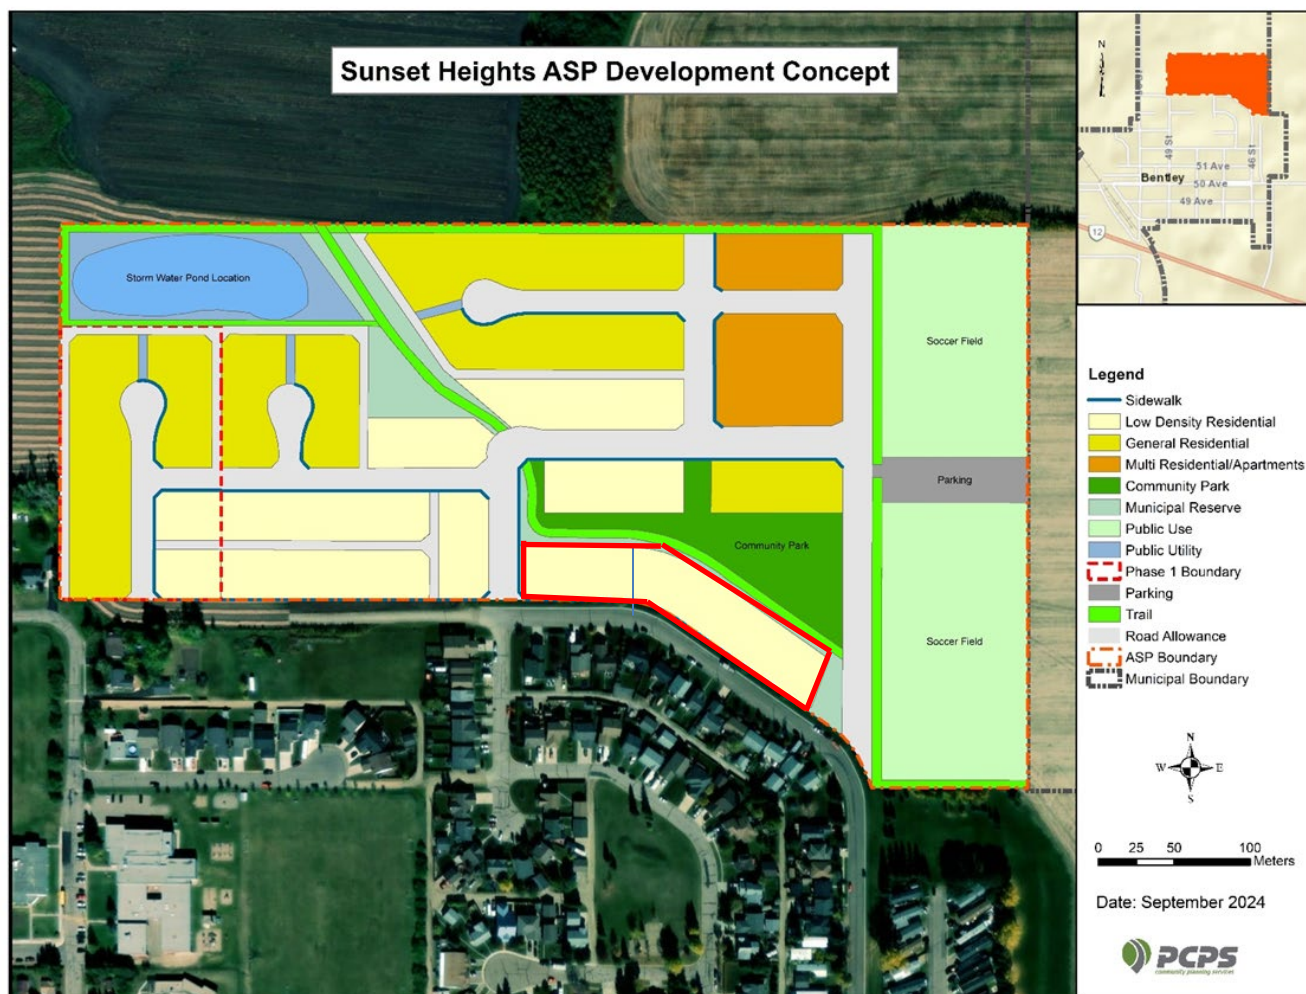 Sunset Heights ASP Development Concept
N
49 St
46 St
51 Ave
Bentley
50 Ave
49 Ave
12
Storm Water Pond Location
Soccer Field
Parking
Community Park
Soccer Field
Legend
Sidewalk
Low Density Residential
General Residential
Multi Residential/Apartments
Community Park
Municipal Reserve
Public Use
Public Utility
Phase 1 Boundary
Parking
Trail
Road Allowance
ASP Boundary
Municipal Boundary
N
W E
S
0 25 50 100
Meters
Date: September 2024
PCPS
community planning services